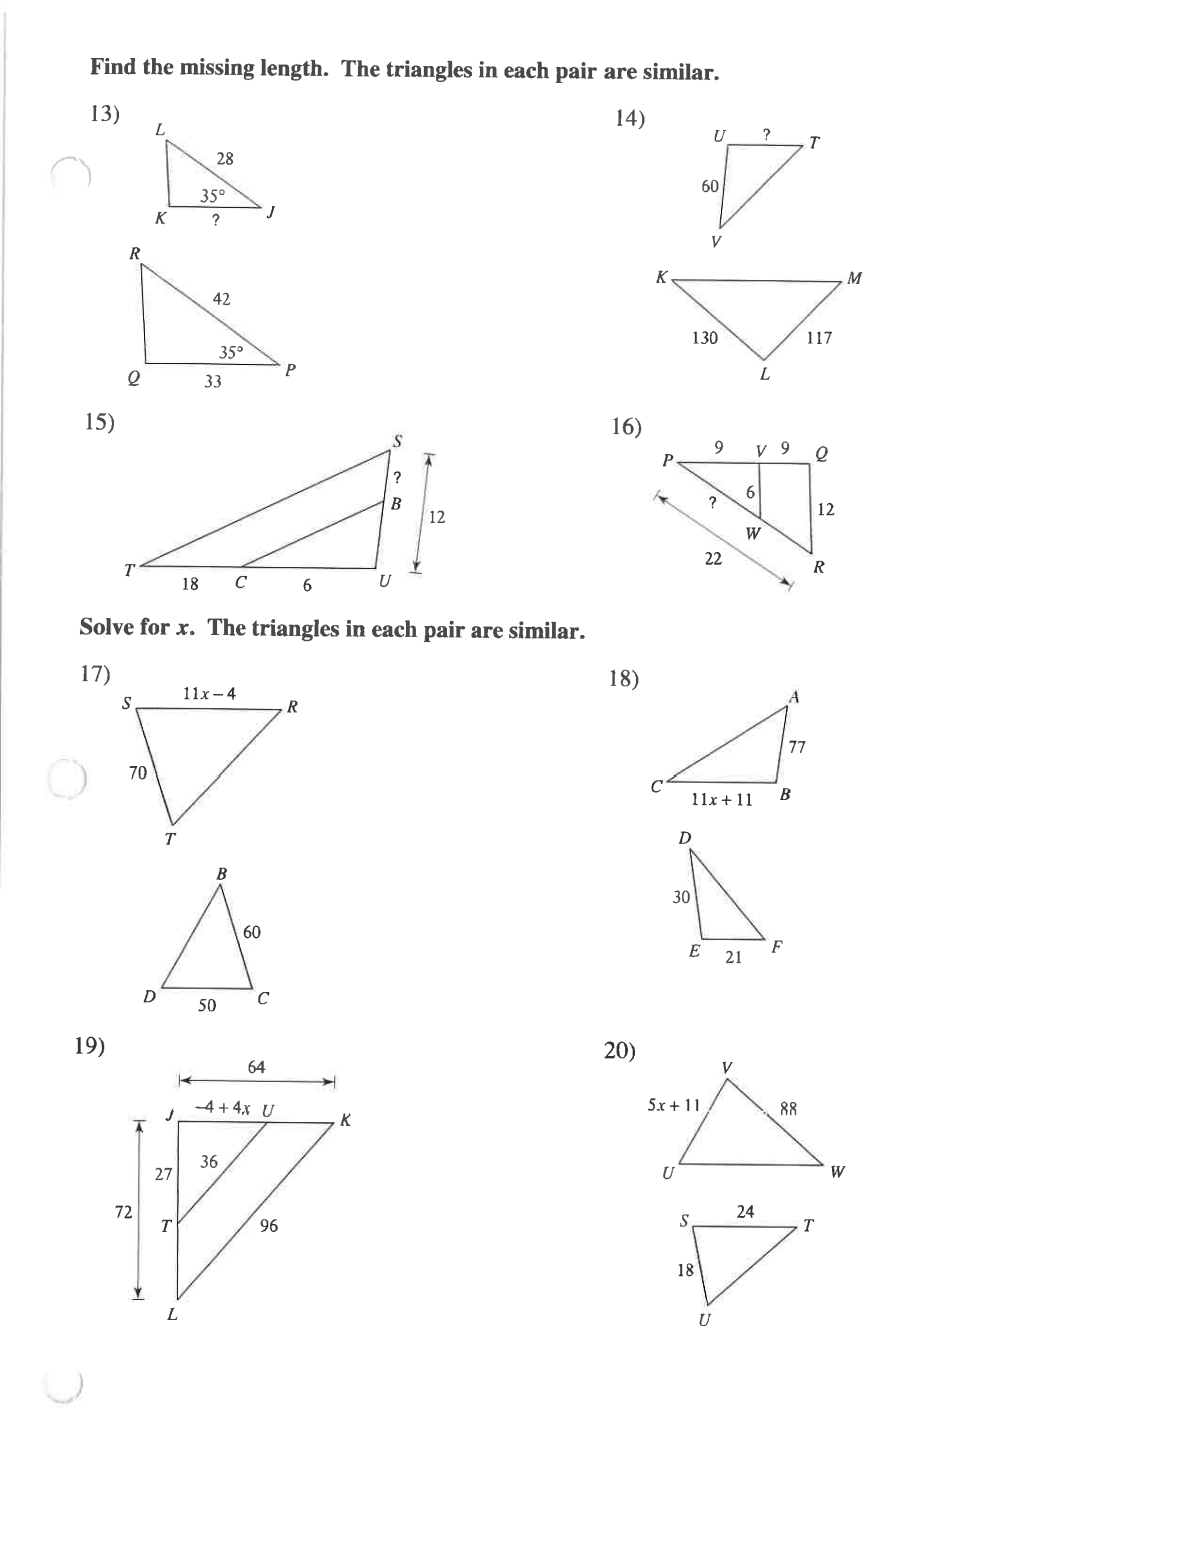 Find the missing length. The triangles in each pair are similar.
13)
L
28
35°
K
?
J
R
42
35°
Q
33
P
14)
U
?
T
60
V
K
M
130
117
L
15)
S
?
B
12
T
18
C
6
U
16)
P
9
V
9
Q
?
6
12
W
22
R
Solve for x. The triangles in each pair are similar.
17)
S
11x – 4
R
70
T
B
60
D
50
C
18)
A
77
C
11x + 11
B
D
30
E
21
F
19)
64
J
–4 + 4x
U
K
27
36
72
T
96
L
20)
V
5x + 11
88
U
W
S
24
T
18
U